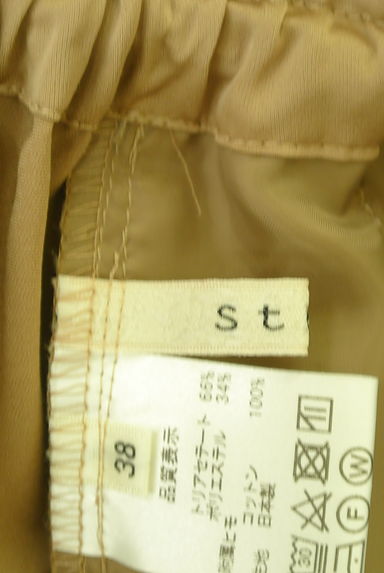 st
38
品質表示
トリアセテート 66%
ポリエステル 34%
コットン 100%
日本製
30
F
W